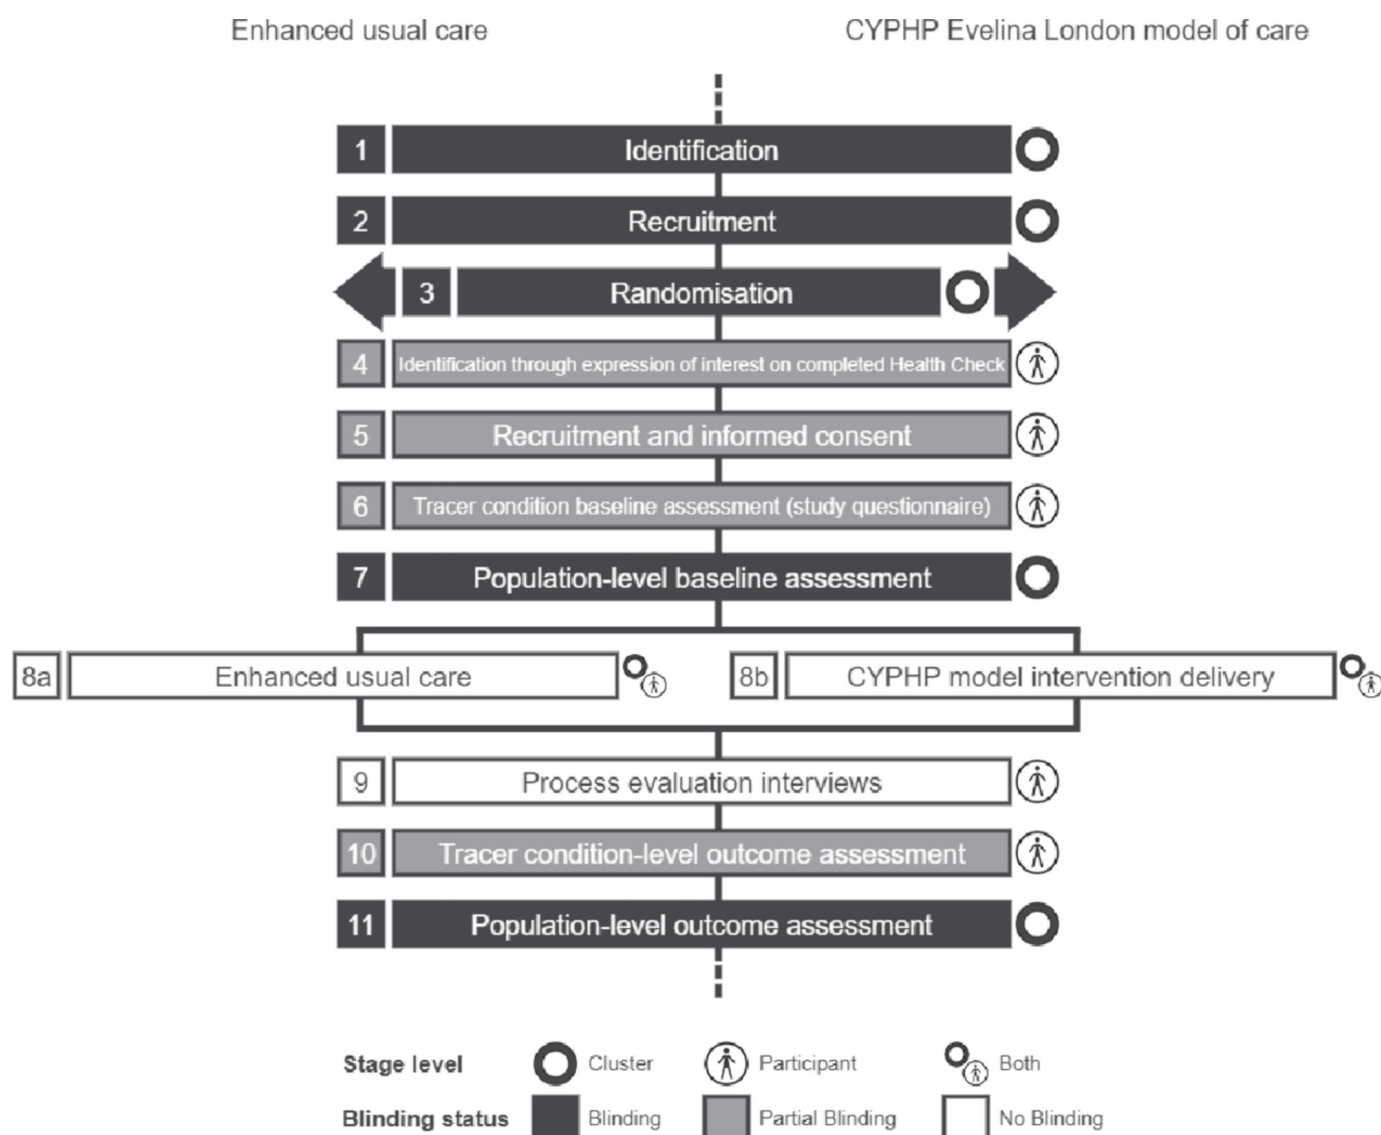 Enhanced usual care
CYPHP Evelina London model of care
1 Identification
2 Recruitment
3 Randomisation
4 Identification through expression of interest on completed Health Check
5 Recruitment and informed consent
6 Tracer condition baseline assessment (study questionnaire)
7 Population-level baseline assessment
8a Enhanced usual care
8b CYPHP model intervention delivery
9 Process evaluation interviews
10 Tracer condition-level outcome assessment
11 Population-level outcome assessment
Stage level Cluster Participant Both
Blinding status Blinding Partial Blinding No Blinding